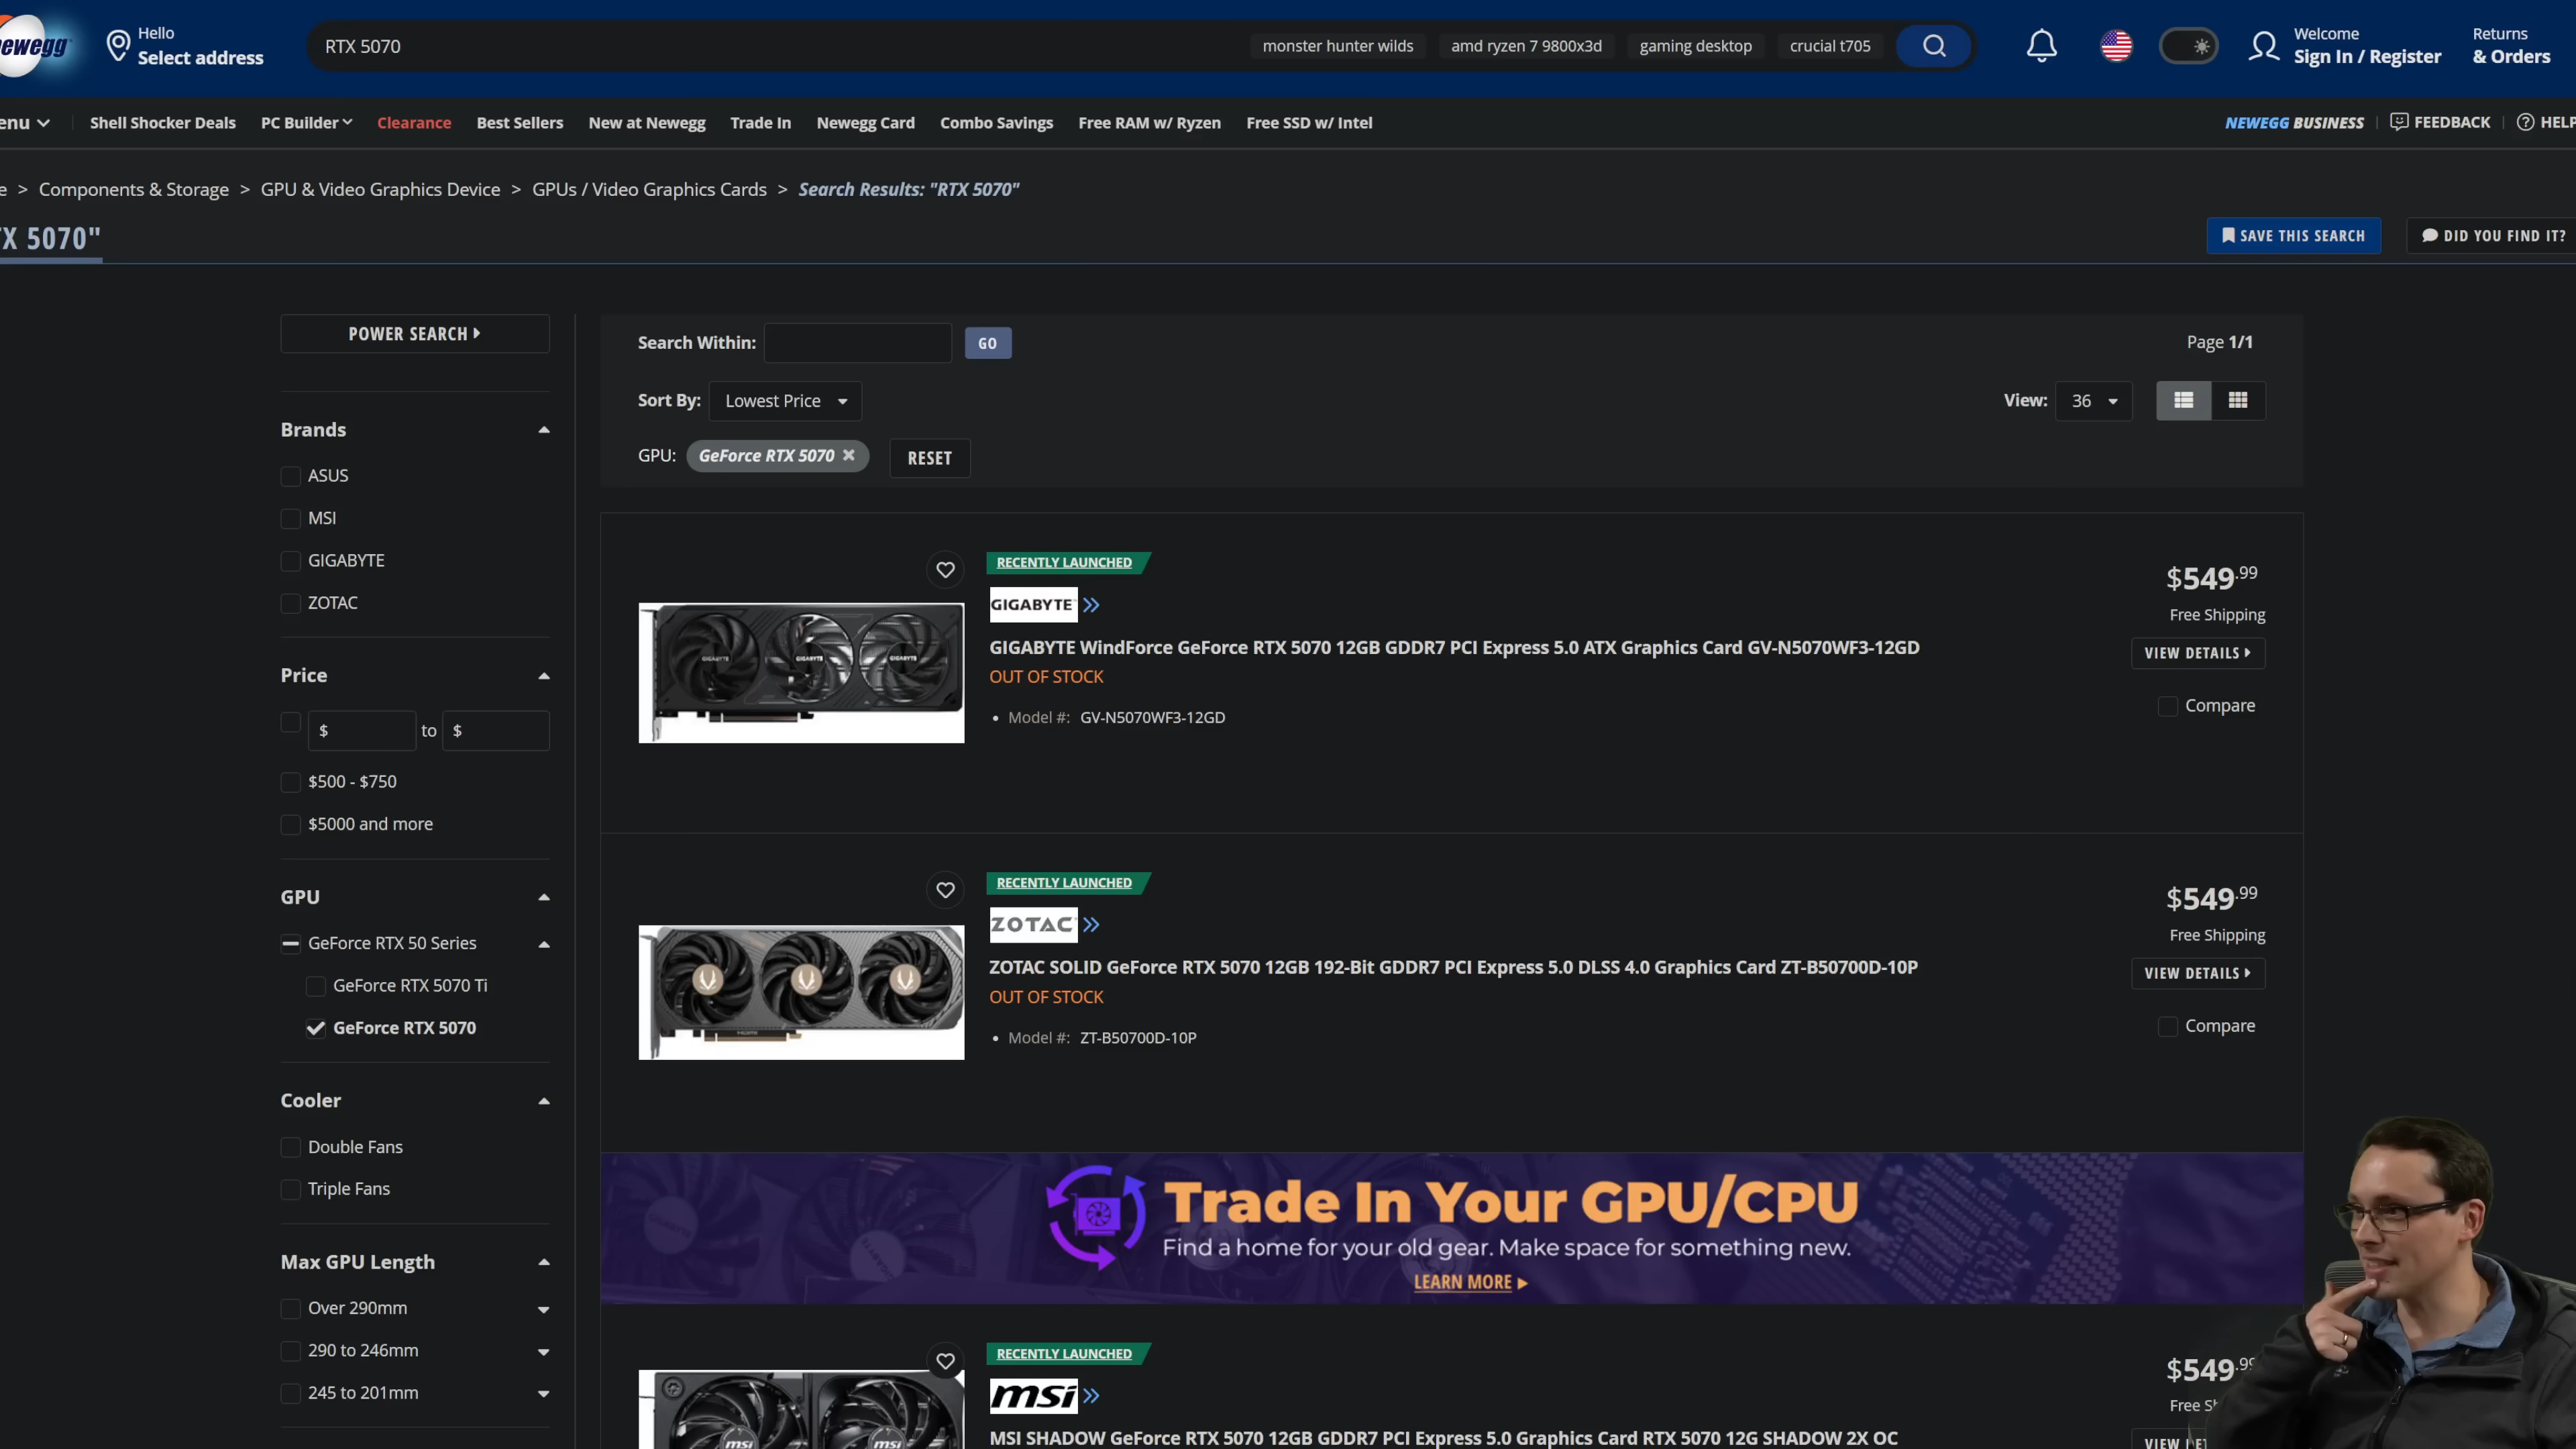 newegg
Hello
Select address
RTX 5070
monster hunter wilds
amd ryzen 7 9800x3d
gaming desktop
crucial t705
Welcome
Sign In / Register
Returns
& Orders
enu
Shell Shocker Deals
PC Builder
Clearance
Best Sellers
New at Newegg
Trade In
Newegg Card
Combo Savings
Free RAM w/ Ryzen
Free SSD w/ Intel
NEWEGG BUSINESS
FEEDBACK
HELP
e > Components & Storage > GPU & Video Graphics Device > GPUs / Video Graphics Cards > Search Results: "RTX 5070"
TX 5070"
SAVE THIS SEARCH
DID YOU FIND IT?
POWER SEARCH
Brands
ASUS
MSI
GIGABYTE
ZOTAC
Price
$ to $
$500 - $750
$5000 and more
GPU
GeForce RTX 50 Series
GeForce RTX 5070 Ti
GeForce RTX 5070
Cooler
Double Fans
Triple Fans
Max GPU Length
Over 290mm
290 to 246mm
245 to 201mm
Search Within:
GO
Page 1/1
Sort By: Lowest Price
View: 36
GPU: GeForce RTX 5070
RESET
RECENTLY LAUNCHED
GIGABYTE
GIGABYTE WindForce GeForce RTX 5070 12GB GDDR7 PCI Express 5.0 ATX Graphics Card GV-N5070WF3-12GD
OUT OF STOCK
• Model #: GV-N5070WF3-12GD
$549.99
Free Shipping
VIEW DETAILS
Compare
RECENTLY LAUNCHED
ZOTAC
ZOTAC SOLID GeForce RTX 5070 12GB 192-Bit GDDR7 PCI Express 5.0 DLSS 4.0 Graphics Card ZT-B50700D-10P
OUT OF STOCK
• Model #: ZT-B50700D-10P
$549.99
Free Shipping
VIEW DETAILS
Compare
Trade In Your GPU/CPU
Find a home for your old gear. Make space for something new.
LEARN MORE
RECENTLY LAUNCHED
msi
MSI SHADOW GeForce RTX 5070 12GB GDDR7 PCI Express 5.0 Graphics Card RTX 5070 12G SHADOW 2X OC
$549.99
Free
VIEW